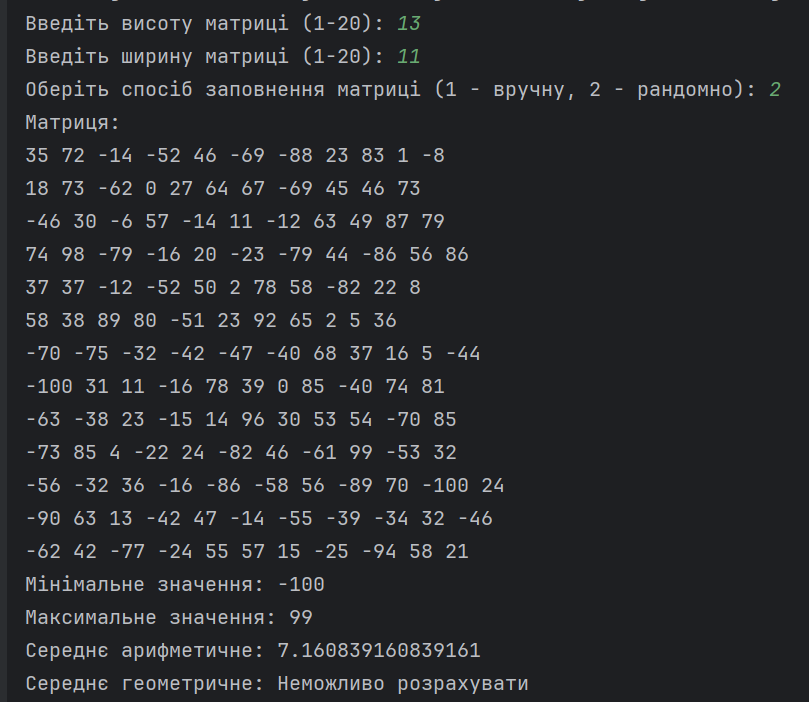 Введіть висоту матриці (1-20): 13
Введіть ширину матриці (1-20): 11
Оберіть спосіб заповнення матриці (1 - вручну, 2 - рандомно): 2
Матриця:
35 72 -14 -52 46 -69 -88 23 83 1 -8
18 73 -62 0 27 64 67 -69 45 46 73
-46 30 -6 57 -14 11 -12 63 49 87 79
74 98 -79 -16 20 -23 -79 44 -86 56 86
37 37 -12 -52 50 2 78 58 -82 22 8
58 38 89 80 -51 23 92 65 2 5 36
-70 -75 -32 -42 -47 -40 68 37 16 5 -44
-100 31 11 -16 78 39 0 85 -40 74 81
-63 -38 23 -15 14 96 30 53 54 -70 85
-73 85 4 -22 24 -82 46 -61 99 -53 32
-56 -32 36 -16 -86 -58 56 -89 70 -100 24
-90 63 13 -42 47 -14 -55 -39 -34 32 -46
-62 42 -77 -24 55 57 15 -25 -94 58 21
Мінімальне значення: -100
Максимальне значення: 99
Середнє арифметичне: 7.160839160839161
Середнє геометричне: Неможливо розрахувати